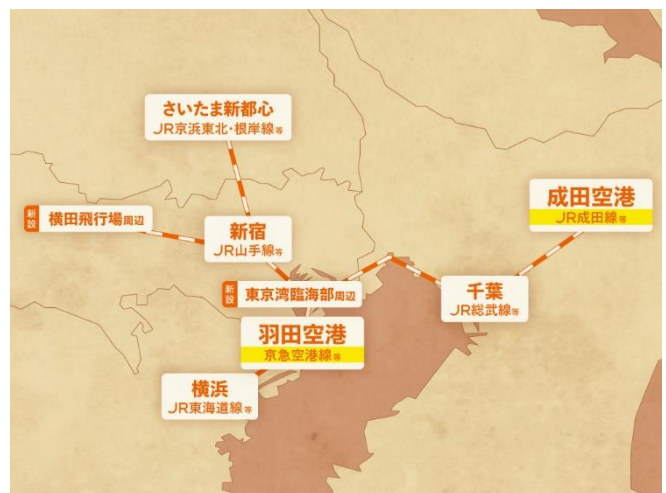 さいたま新都心
JR京浜東北・根岸線等
新設 横田飛行場周辺
新宿
JR山手線等
成田空港
JR成田線等
新設 東京湾臨海部周辺
千葉
JR総武線等
羽田空港
京急空港線等
横浜
JR東海道線等